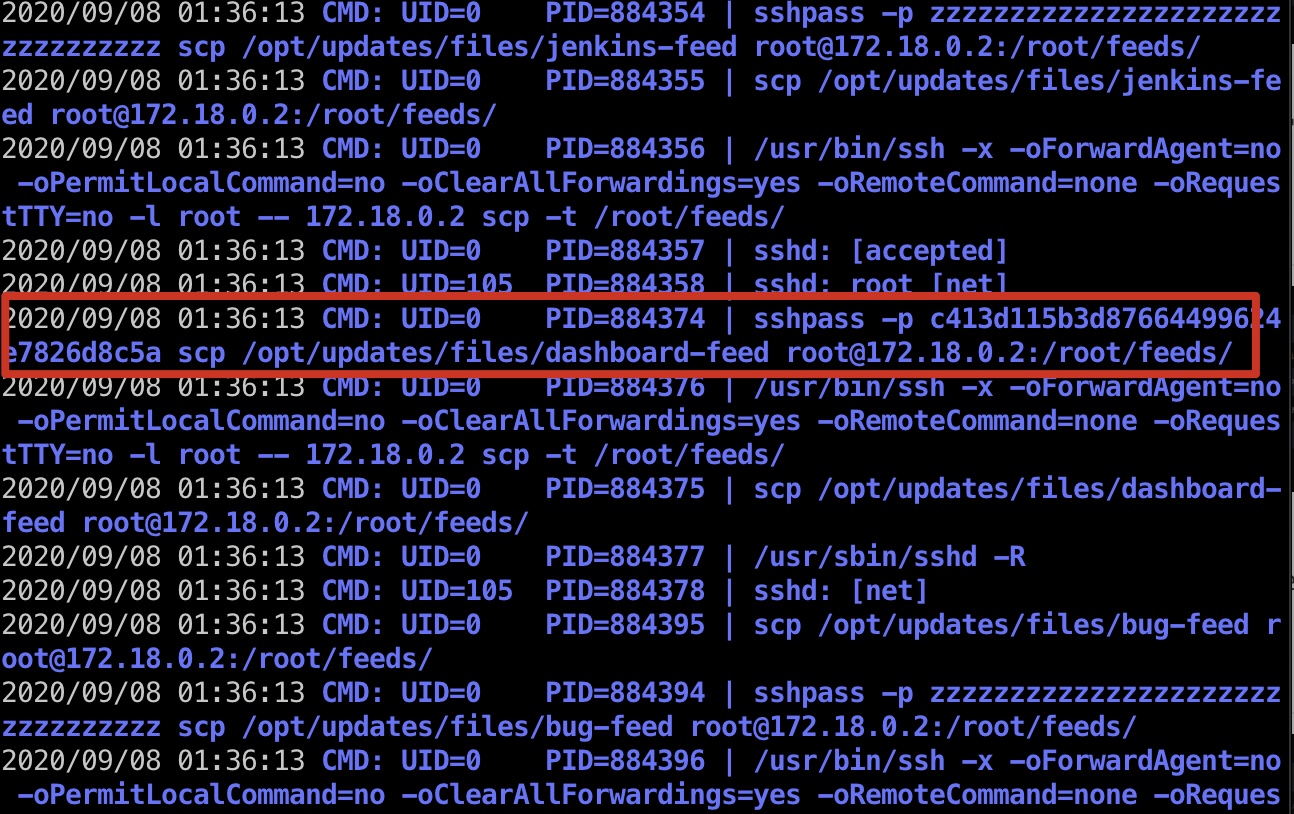 2020/09/08 01:36:13 CMD: UID=0    PID=884354 | sshpass -p zzzzzzzzzzzzzzzzzzzzzz
zzzzzzzzzz scp /opt/updates/files/jenkins-feed root@172.18.0.2:/root/feeds/
2020/09/08 01:36:13 CMD: UID=0    PID=884355 | scp /opt/updates/files/jenkins-fe
ed root@172.18.0.2:/root/feeds/
2020/09/08 01:36:13 CMD: UID=0    PID=884356 | /usr/bin/ssh -x -oForwardAgent=no
 -oPermitLocalCommand=no -oClearAllForwardings=yes -oRemoteCommand=none -oReques
tTTY=no -l root -- 172.18.0.2 scp -t /root/feeds/
2020/09/08 01:36:13 CMD: UID=0    PID=884357 | sshd: [accepted]
2020/09/08 01:36:13 CMD: UID=105  PID=884358 | sshd: root [net]
2020/09/08 01:36:13 CMD: UID=0    PID=884374 | sshpass -p c413d115b3d87664499624
e7826d8c5a scp /opt/updates/files/dashboard-feed root@172.18.0.2:/root/feeds/
2020/09/08 01:36:13 CMD: UID=0    PID=884376 | /usr/bin/ssh -x -oForwardAgent=no
 -oPermitLocalCommand=no -oClearAllForwardings=yes -oRemoteCommand=none -oReques
tTTY=no -l root -- 172.18.0.2 scp -t /root/feeds/
2020/09/08 01:36:13 CMD: UID=0    PID=884375 | scp /opt/updates/files/dashboard-
feed root@172.18.0.2:/root/feeds/
2020/09/08 01:36:13 CMD: UID=0    PID=884377 | /usr/sbin/sshd -R
2020/09/08 01:36:13 CMD: UID=105  PID=884378 | sshd: [net]
2020/09/08 01:36:13 CMD: UID=0    PID=884395 | scp /opt/updates/files/bug-feed r
oot@172.18.0.2:/root/feeds/
2020/09/08 01:36:13 CMD: UID=0    PID=884394 | sshpass -p zzzzzzzzzzzzzzzzzzzzzz
zzzzzzzzzz scp /opt/updates/files/bug-feed root@172.18.0.2:/root/feeds/
2020/09/08 01:36:13 CMD: UID=0    PID=884396 | /usr/bin/ssh -x -oForwardAgent=no
 -oPermitLocalCommand=no -oClearAllForwardings=yes -oRemoteCommand=none -oReques